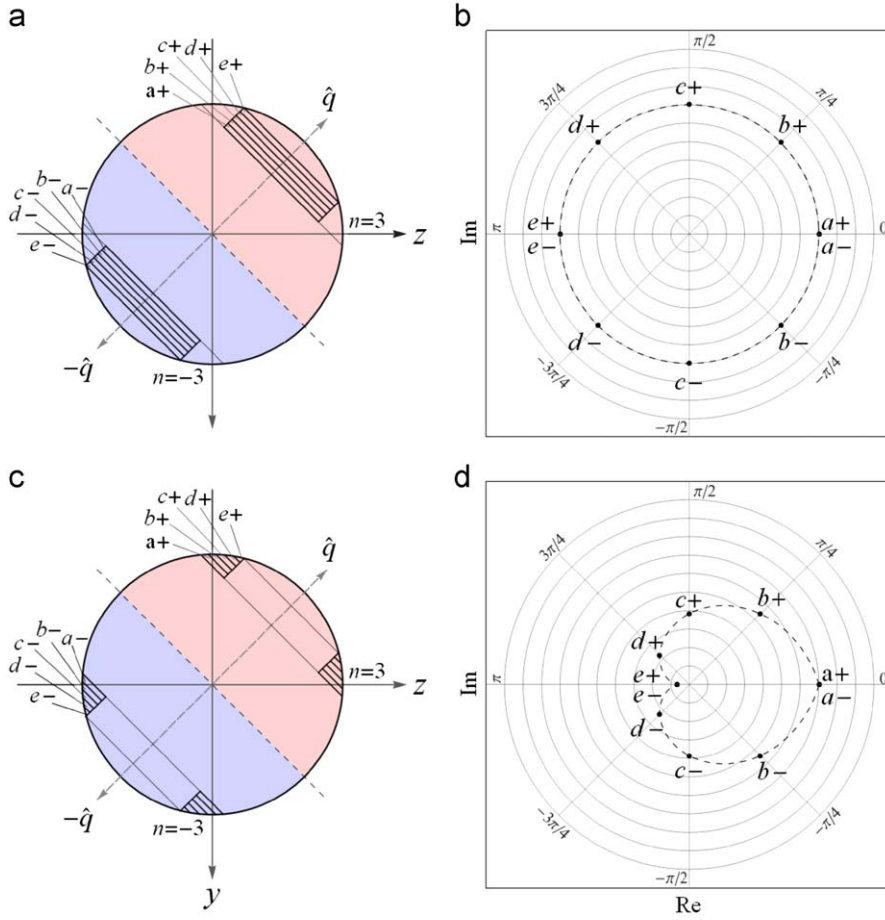 a
c+ d+
b+ e+
a+
q̂
b- a-
c-
d-
e-
n=3
z
-q̂
n=-3
b
π/2
3π/4
π/4
c+
d+
b+
Im
π
e+
e-
a+
a-
0
d-
b-
c-
-3π/4
-π/4
-π/2
c
c+ d+
b+ e+
a+
q̂
b- a-
c-
d-
e-
n=3
z
-q̂
n=-3
y
d
π/2
3π/4
π/4
c+
b+
d+
Im
π
e+
e-
a+
a-
0
d-
c-
b-
-3π/4
-π/4
-π/2
Re